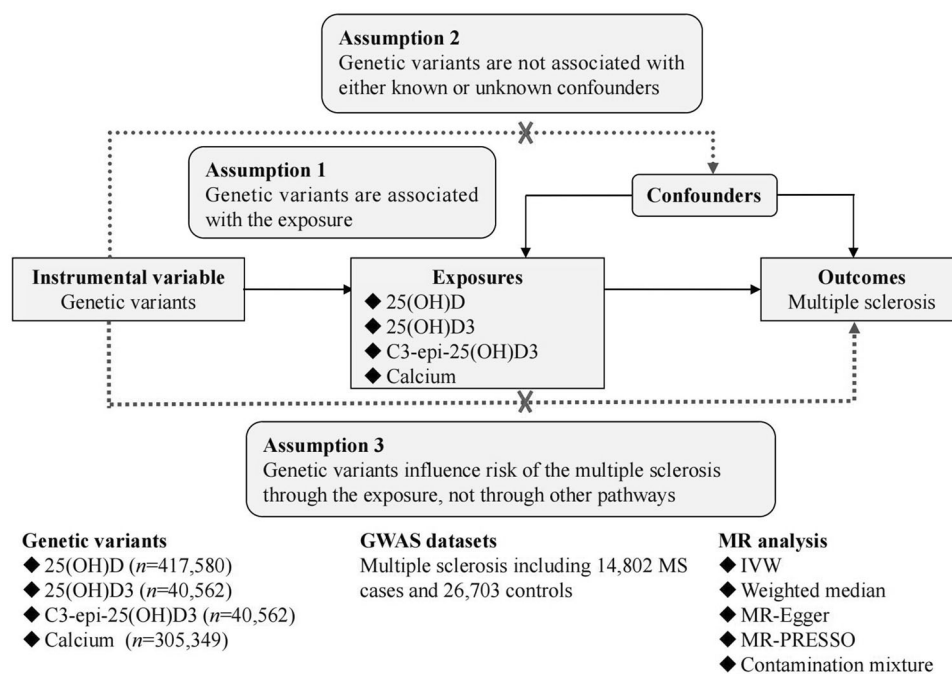 Assumption 2
Genetic variants are not associated with
either known or unknown confounders
Assumption 1
Genetic variants are associated
with the exposure
Confounders
Instrumental variable
Genetic variants
Exposures
◆ 25(OH)D
◆ 25(OH)D3
◆ C3-epi-25(OH)D3
◆ Calcium
Outcomes
Multiple sclerosis
Assumption 3
Genetic variants influence risk of the multiple sclerosis
through the exposure, not through other pathways
Genetic variants
◆ 25(OH)D (n=417,580)
◆ 25(OH)D3 (n=40,562)
◆ C3-epi-25(OH)D3 (n=40,562)
◆ Calcium (n=305,349)
GWAS datasets
Multiple sclerosis including 14,802 MS
cases and 26,703 controls
MR analysis
◆ IVW
◆ Weighted median
◆ MR-Egger
◆ MR-PRESSO
◆ Contamination mixture